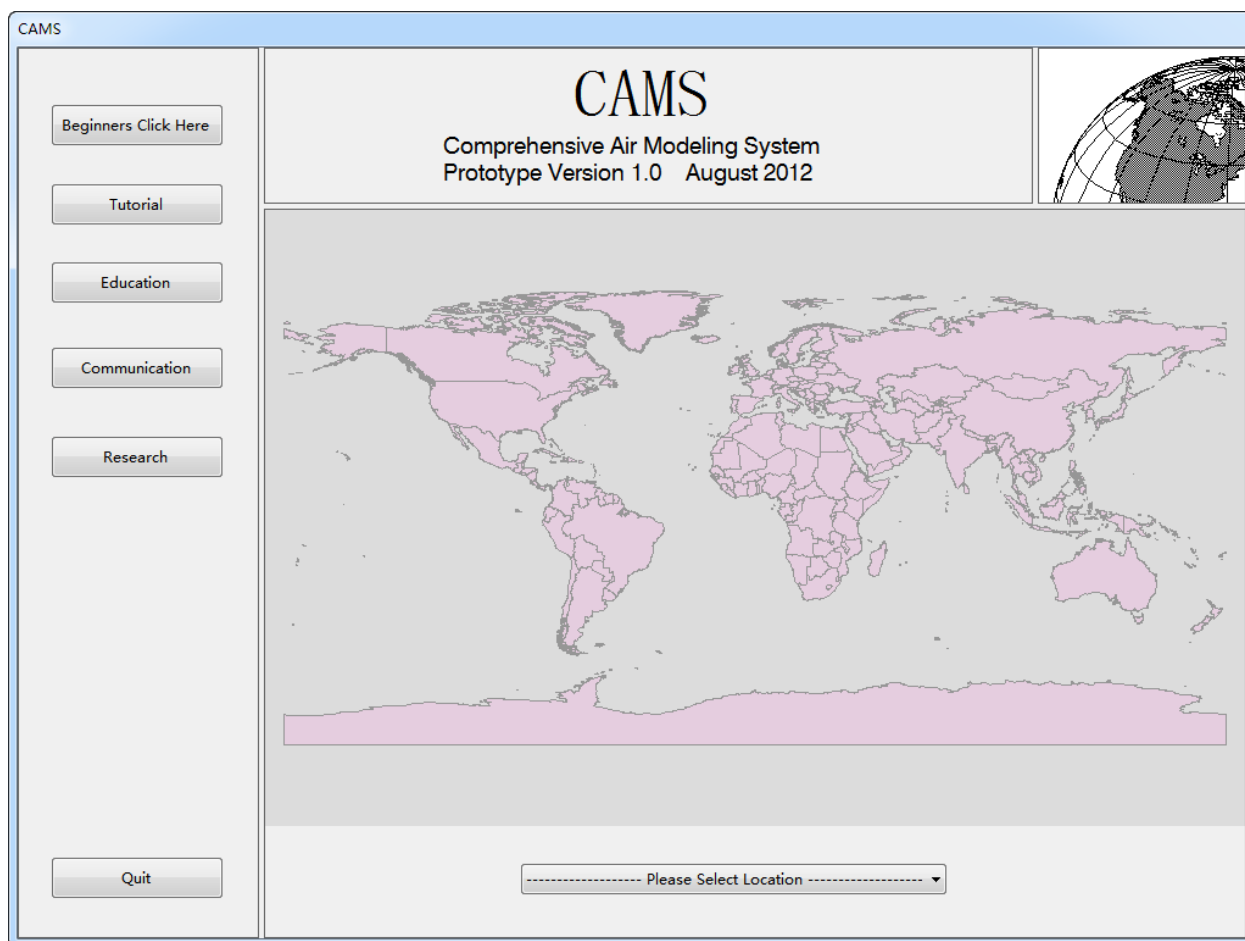 CAMS
Beginners Click Here
Tutorial
Education
Communication
Research
Quit
CAMS
Comprehensive Air Modeling System
Prototype Version 1.0 August 2012
------------------- Please Select Location -------------------